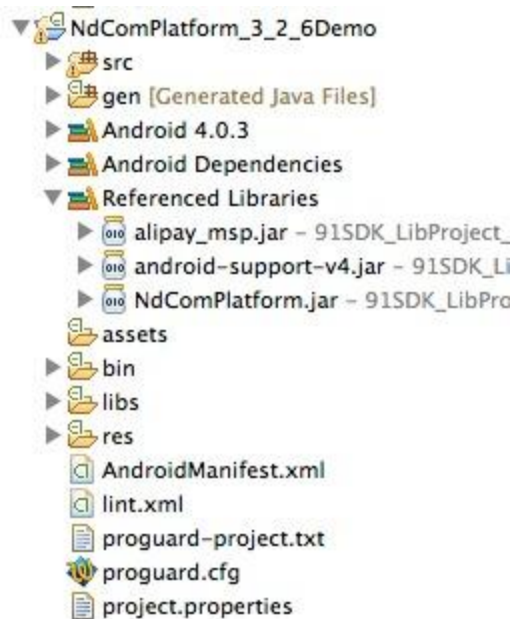 NdComPlatform_3_2_6Demo
src
gen [Generated Java Files]
Android 4.0.3
Android Dependencies
Referenced Libraries
alipay_msp.jar – 91SDK_LibProject_
android-support-v4.jar – 91SDK_Li
NdComPlatform.jar – 91SDK_LibPro
assets
bin
libs
res
AndroidManifest.xml
lint.xml
proguard-project.txt
proguard.cfg
project.properties